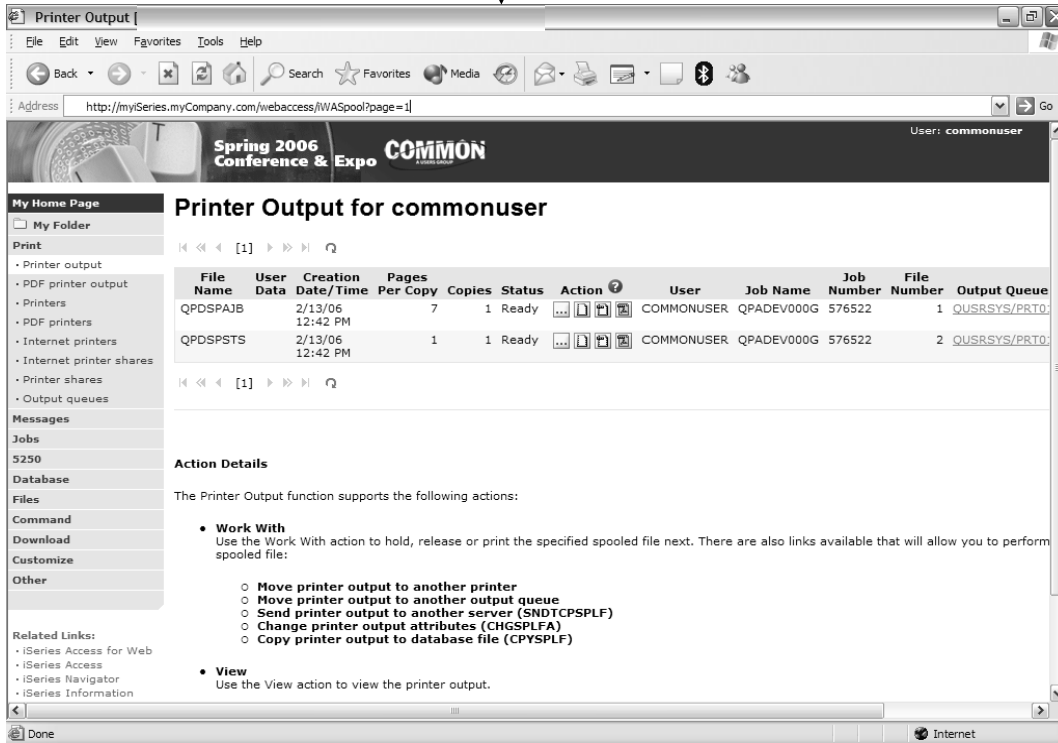 Printer Output [
File Edit View Favorites Tools Help
Back Search Favorites Media
Address http://myiSeries.myCompany.com/webaccess/iWASpool?page=1 Go
User: commonuser
Spring 2006
Conference & Expo
COMMON
A USERS GROUP
My Home Page
My Folder
Print
• Printer output
• PDF printer output
• Printers
• PDF printers
• Internet printers
• Internet printer shares
• Printer shares
• Output queues
Messages
Jobs
5250
Database
Files
Command
Download
Customize
Other
Related Links:
• iSeries Access for Web
• iSeries Access
• iSeries Navigator
• iSeries Information
Printer Output for commonuser
[1]
File Name User Data Creation Date/Time Pages Per Copy Copies Status Action User Job Name Job Number File Number Output Queue
QPDSPAJB 2/13/06 12:42 PM 7 1 Ready ... COMMONUSER QPADEV000G 576522 1 QUSRSYS/PRT01
QPDSPSTS 2/13/06 12:42 PM 1 1 Ready ... COMMONUSER QPADEV000G 576522 2 QUSRSYS/PRT01
[1]
Action Details
The Printer Output function supports the following actions:
• Work With
Use the Work With action to hold, release or print the specified spooled file next. There are also links available that will allow you to perform
spooled file:
○ Move printer output to another printer
○ Move printer output to another output queue
○ Send printer output to another server (SNDTCPSPLF)
○ Change printer output attributes (CHGSPLFA)
○ Copy printer output to database file (CPYSPLF)
• View
Use the View action to view the printer output.
Done Internet